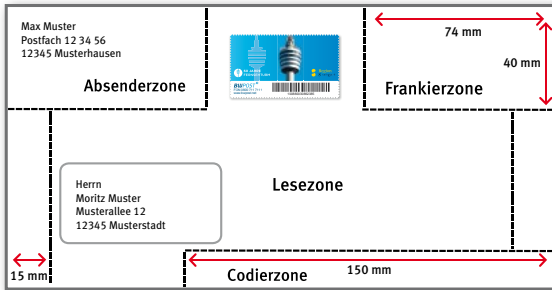 Max Muster
Postfach 12 34 56
12345 Musterhausen
Absenderzone
BWPOST
74 mm
40 mm
Frankierzone
Herrn
Moritz Muster
Musterallee 12
12345 Musterstadt
Lesezone
15 mm
Codierzone
150 mm